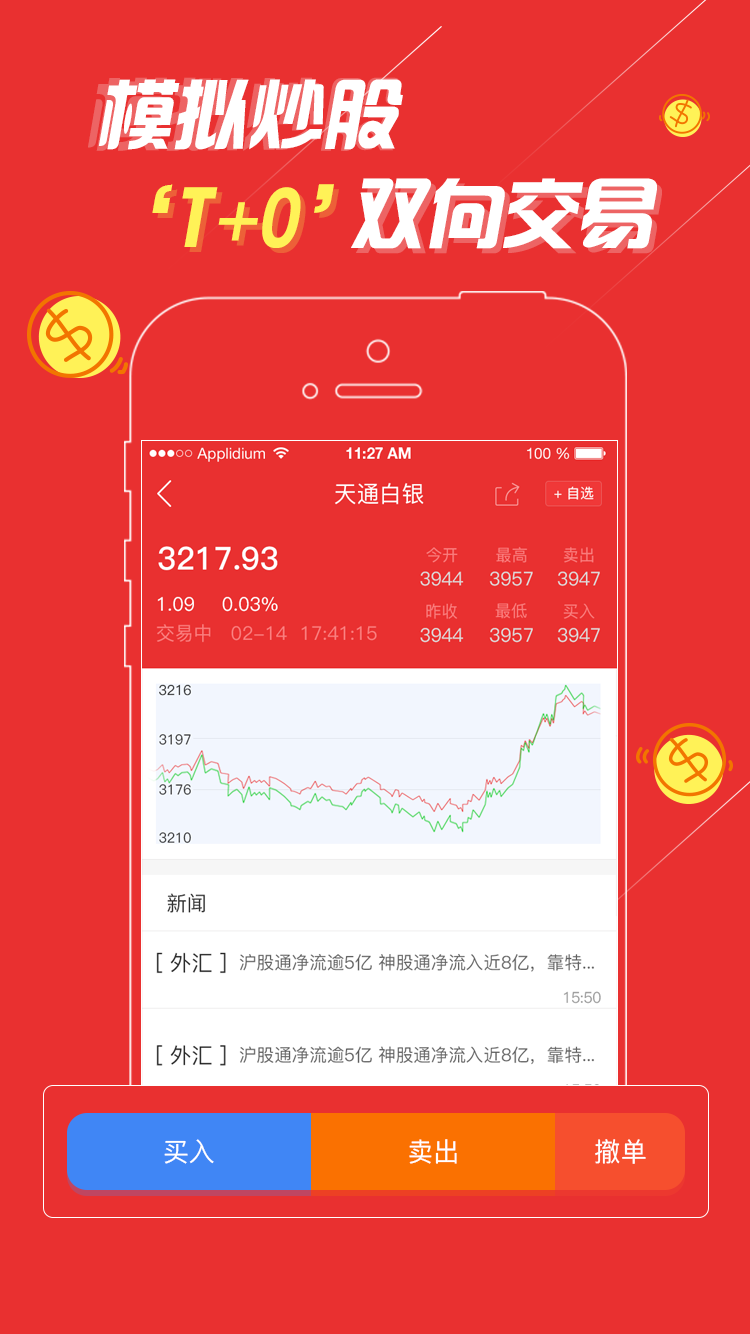 模拟炒股
‘T+0’双向交易
Applidium 11:27 AM 100 %
天通白银 + 自选
3217.93
1.09 0.03%
交易中 02-14 17:41:15
今开 最高 卖出
3944 3957 3947
昨收 最低 买入
3944 3957 3947
3216
3197
3176
3210
新闻
[ 外汇 ] 沪股通净流逾5亿 神股通净流入近8亿，靠特...
15:50
[ 外汇 ] 沪股通净流逾5亿 神股通净流入近8亿，靠特...
买入 卖出 撤单